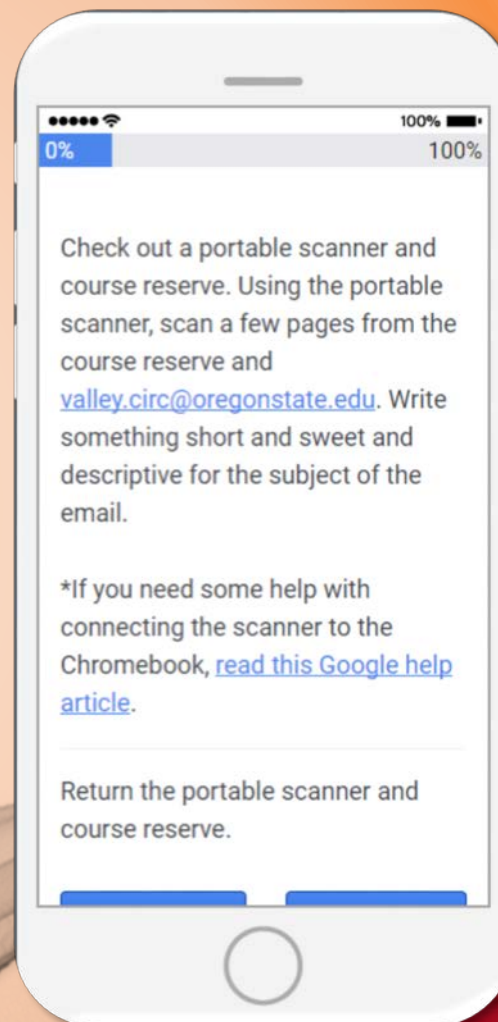 100%
0% 100%
Check out a portable scanner and
course reserve. Using the portable
scanner, scan a few pages from the
course reserve and
valley.circ@oregonstate.edu. Write
something short and sweet and
descriptive for the subject of the
email.
*If you need some help with
connecting the scanner to the
Chromebook, read this Google help
article.
Return the portable scanner and
course reserve.